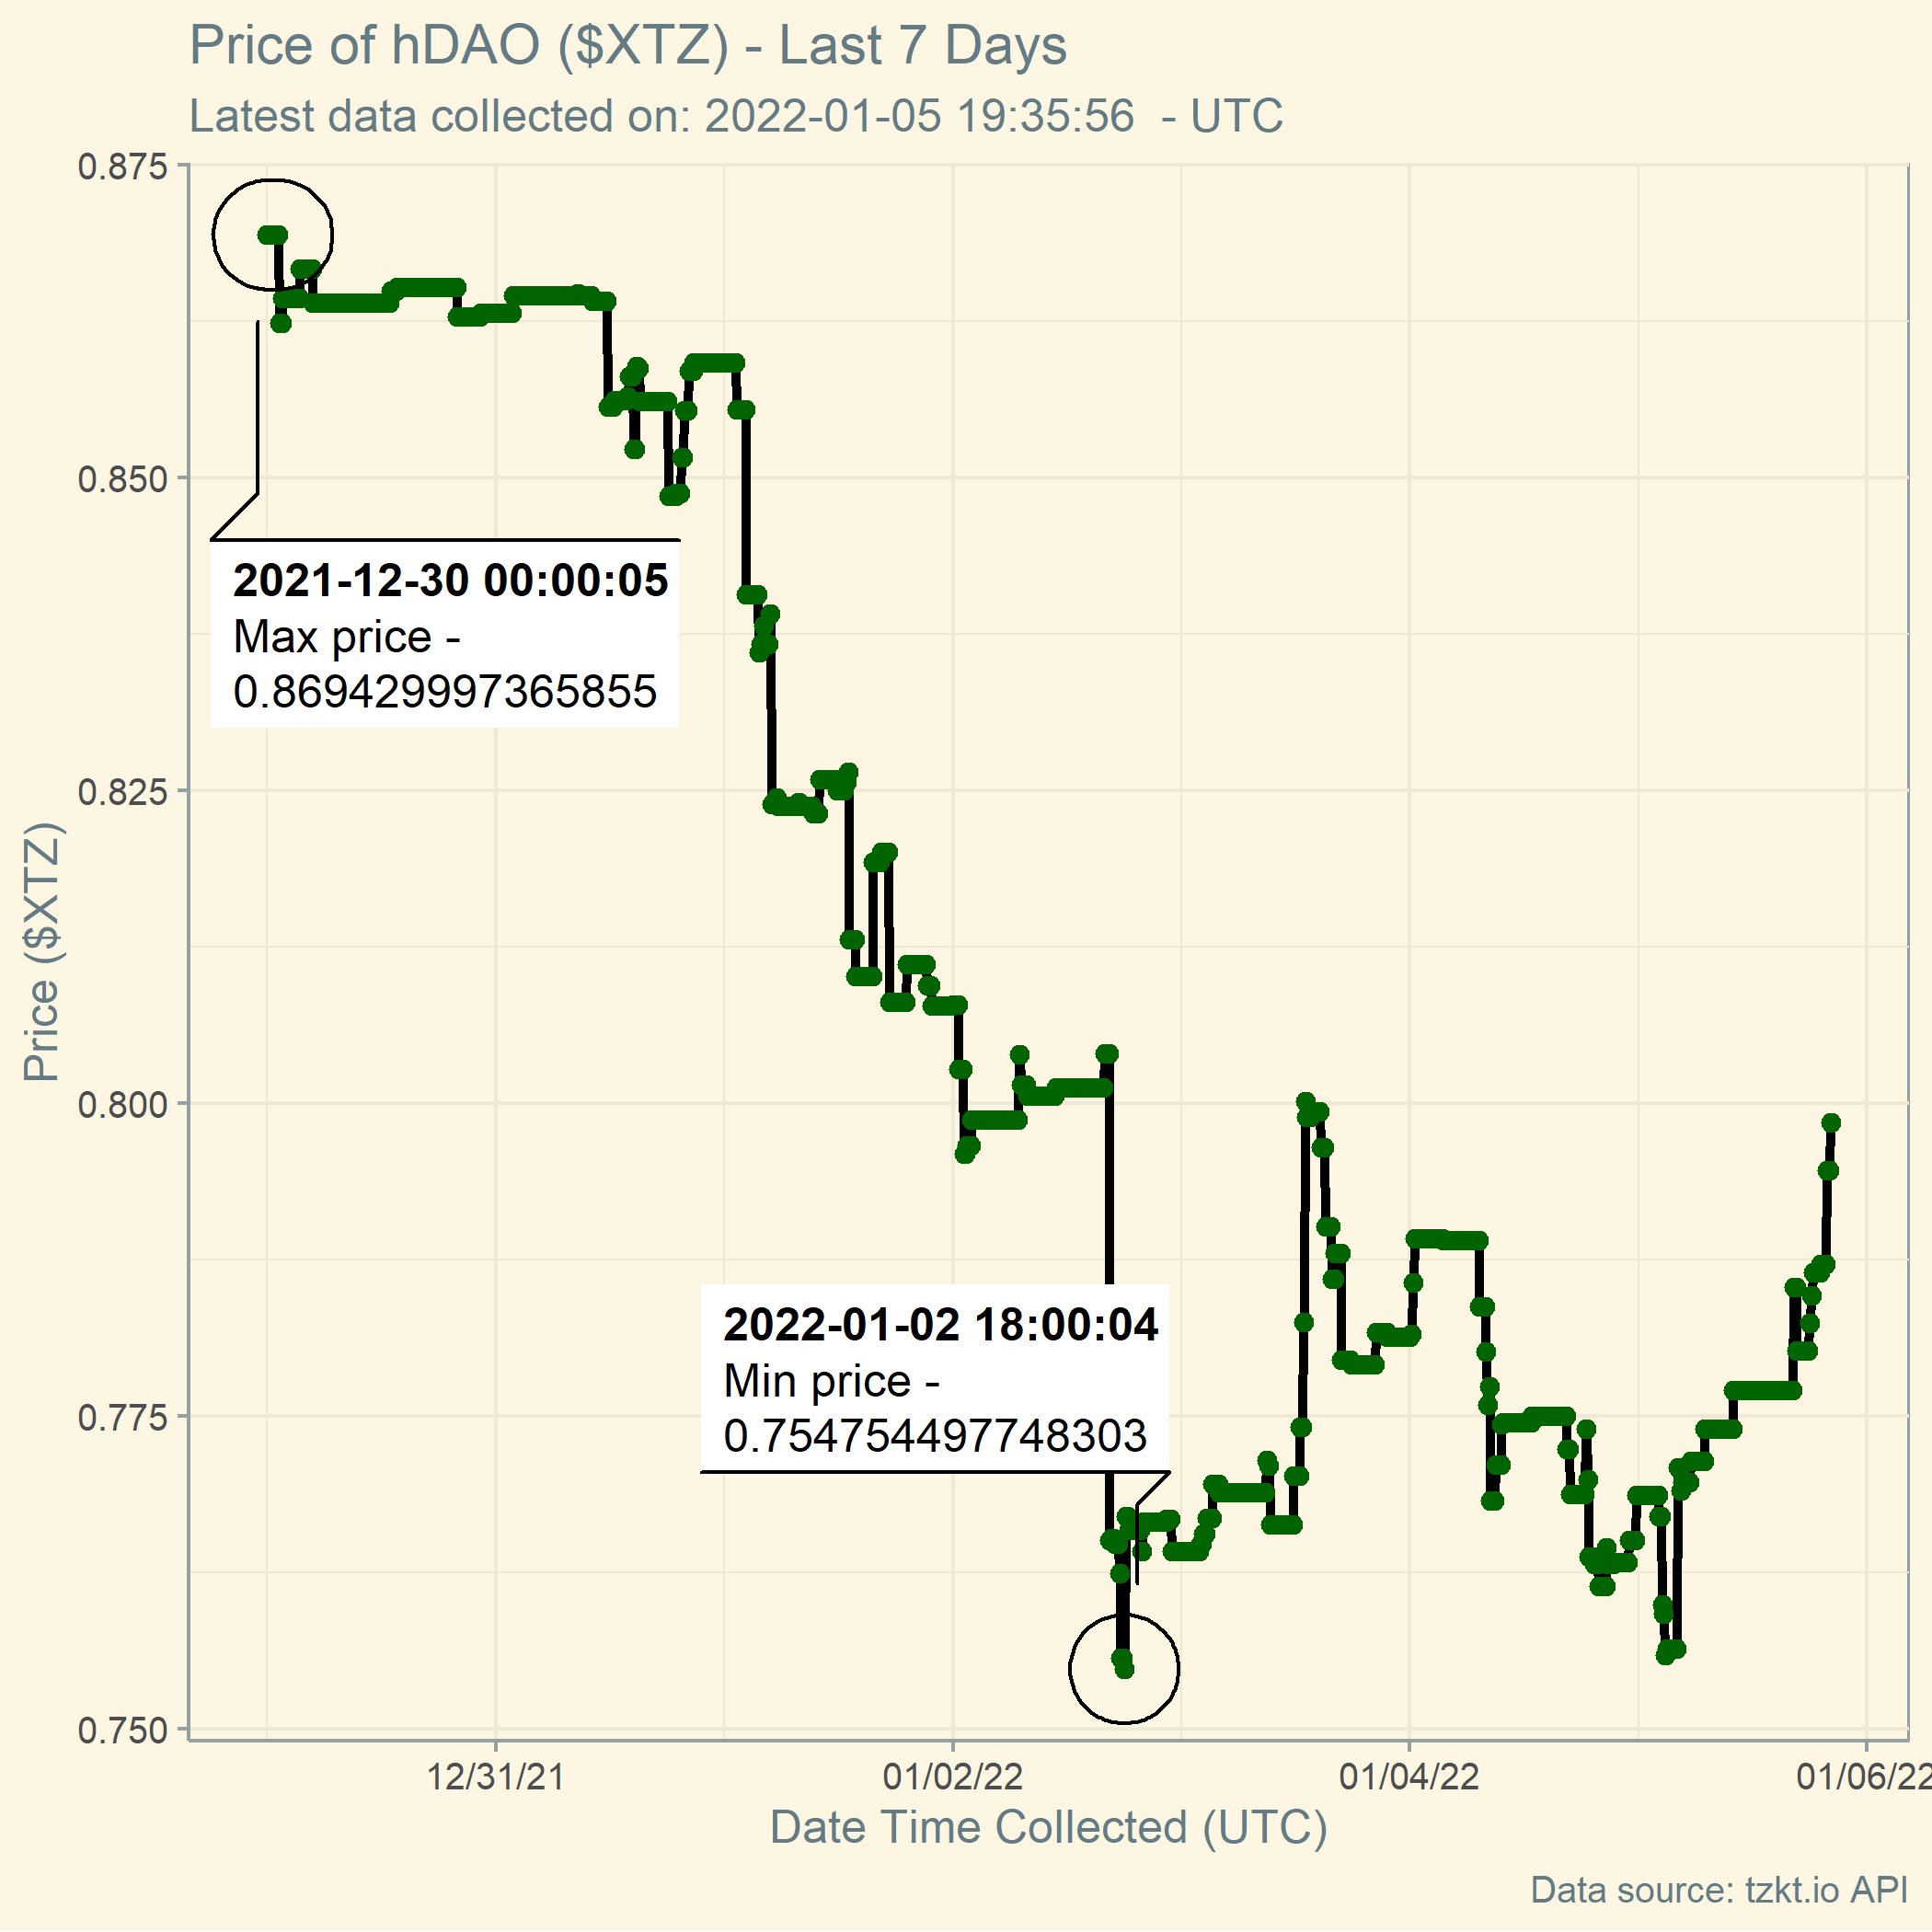 Price of hDAO ($XTZ) - Last 7 Days
Latest data collected on: 2022-01-05 19:35:56  - UTC
0.875
0.850
0.825
0.800
0.775
0.750
Price ($XTZ)
2021-12-30 00:00:05
Max price -
0.869429997365855
2022-01-02 18:00:04
Min price -
0.754754497748303
12/31/21
01/02/22
01/04/22
01/06/22
Date Time Collected (UTC)
Data source: tzkt.io API